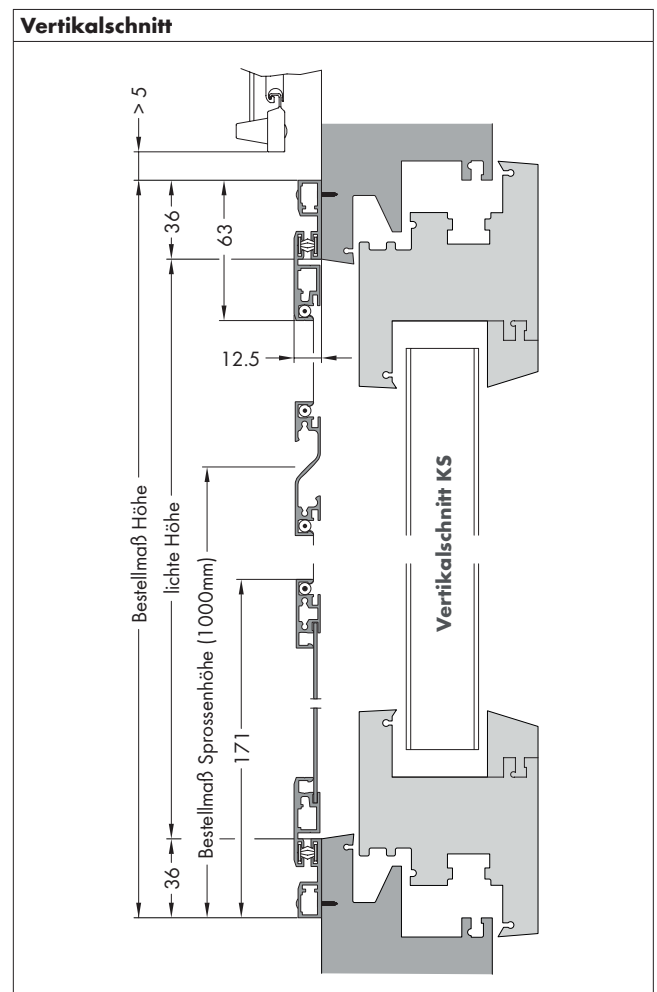 Vertikalschnitt
> 5
36
63
12.5
Bestellmaß Höhe
lichte Höhe
Bestellmaß Sprossenhöhe (1000mm)
171
Vertikalschnitt KS
36